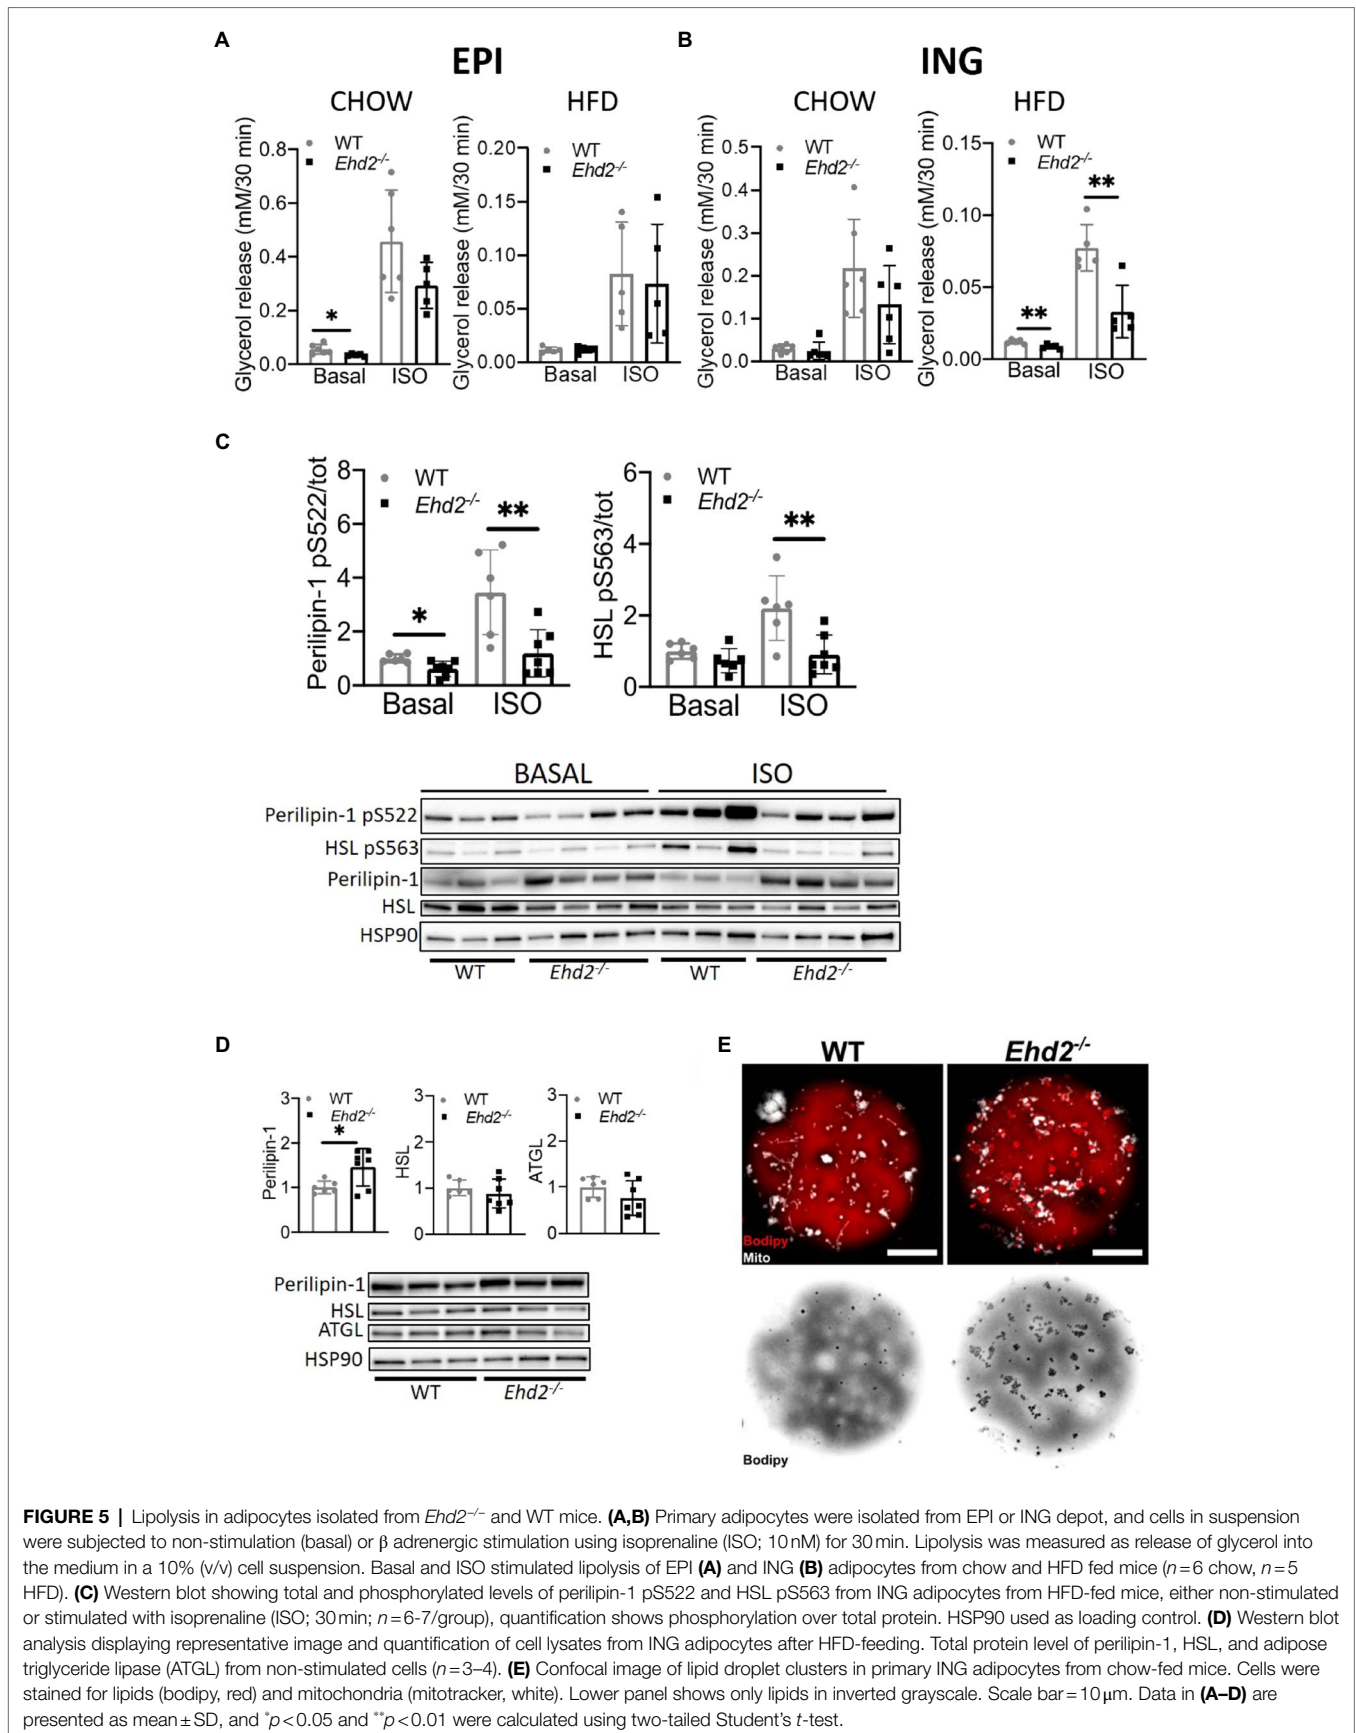 A
B
EPI
ING
CHOW
HFD
CHOW
HFD
Glycerol release (mM/30 min)
0.8
0.6
0.4
0.2
0.0
WT
Ehd2-/-
*
Basal
ISO
Glycerol release (mM/30 min)
0.20
0.15
0.10
0.05
0.00
WT
Ehd2-/-
Basal
ISO
Glycerol release (mM/30 min)
0.5
0.4
0.3
0.2
0.1
0.0
WT
Ehd2-/-
Basal
ISO
Glycerol release (mM/30 min)
0.15
0.10
0.05
0.00
WT
Ehd2-/-
**
**
Basal
ISO
C
Perilipin-1 pS522/tot
8
6
4
2
0
WT
Ehd2-/-
*
**
Basal
ISO
HSL pS563/tot
6
4
2
0
WT
Ehd2-/-
**
Basal
ISO
BASAL
ISO
Perilipin-1 pS522
HSL pS563
Perilipin-1
HSL
HSP90
WT
Ehd2-/-
WT
Ehd2-/-
D
Perilipin-1
3
2
1
0
WT
Ehd2-/-
*
HSL
3
2
1
0
WT
Ehd2-/-
ATGL
3
2
1
0
WT
Ehd2-/-
Perilipin-1
HSL
ATGL
HSP90
WT
Ehd2-/-
E
WT
Ehd2-/-
Bodipy
Mito
Bodipy
FIGURE 5 | Lipolysis in adipocytes isolated from Ehd2−/− and WT mice. (A,B) Primary adipocytes were isolated from EPI or ING depot, and cells in suspension
were subjected to non-stimulation (basal) or β adrenergic stimulation using isoprenaline (ISO; 10 nM) for 30 min. Lipolysis was measured as release of glycerol into
the medium in a 10% (v/v) cell suspension. Basal and ISO stimulated lipolysis of EPI (A) and ING (B) adipocytes from chow and HFD fed mice (n = 6 chow, n = 5
HFD). (C) Western blot showing total and phosphorylated levels of perilipin-1 pS522 and HSL pS563 from ING adipocytes from HFD-fed mice, either non-stimulated
or stimulated with isoprenaline (ISO; 30 min; n = 6-7/group), quantification shows phosphorylation over total protein. HSP90 used as loading control. (D) Western blot
analysis displaying representative image and quantification of cell lysates from ING adipocytes after HFD-feeding. Total protein level of perilipin-1, HSL, and adipose
triglyceride lipase (ATGL) from non-stimulated cells (n = 3–4). (E) Confocal image of lipid droplet clusters in primary ING adipocytes from chow-fed mice. Cells were
stained for lipids (bodipy, red) and mitochondria (mitotracker, white). Lower panel shows only lipids in inverted grayscale. Scale bar = 10 μm. Data in (A–D) are
presented as mean ± SD, and *p < 0.05 and **p < 0.01 were calculated using two-tailed Student's t-test.